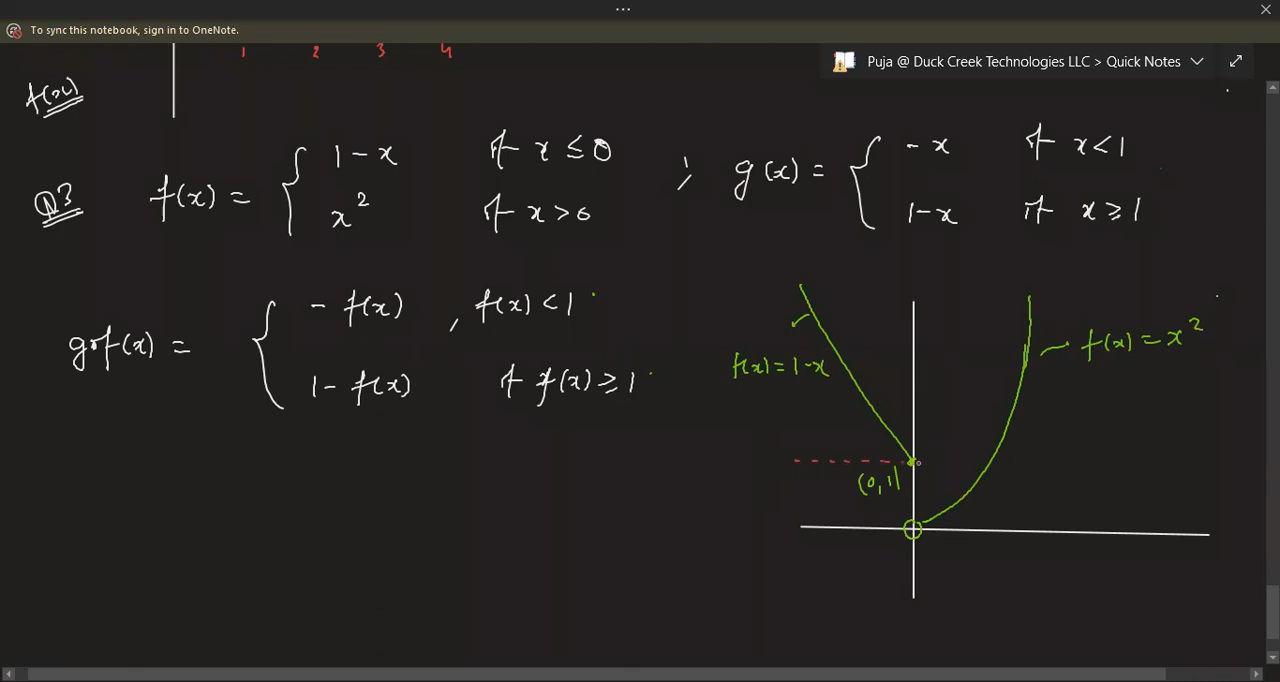 To sync this notebook, sign in to OneNote.
1 2 3 4
Puja @ Duck Creek Technologies LLC > Quick Notes
f(x)
Q3 f(x) = { 1 - x if x ≤ 0 ; g(x) = { - x if x < 1
x² if x > 0 1 - x if x ≥ 1
gof(x) = { - f(x) , f(x) < 1
1 - f(x) if f(x) ≥ 1
f(x) = x²
f(x) = 1 - x
(0, 1)